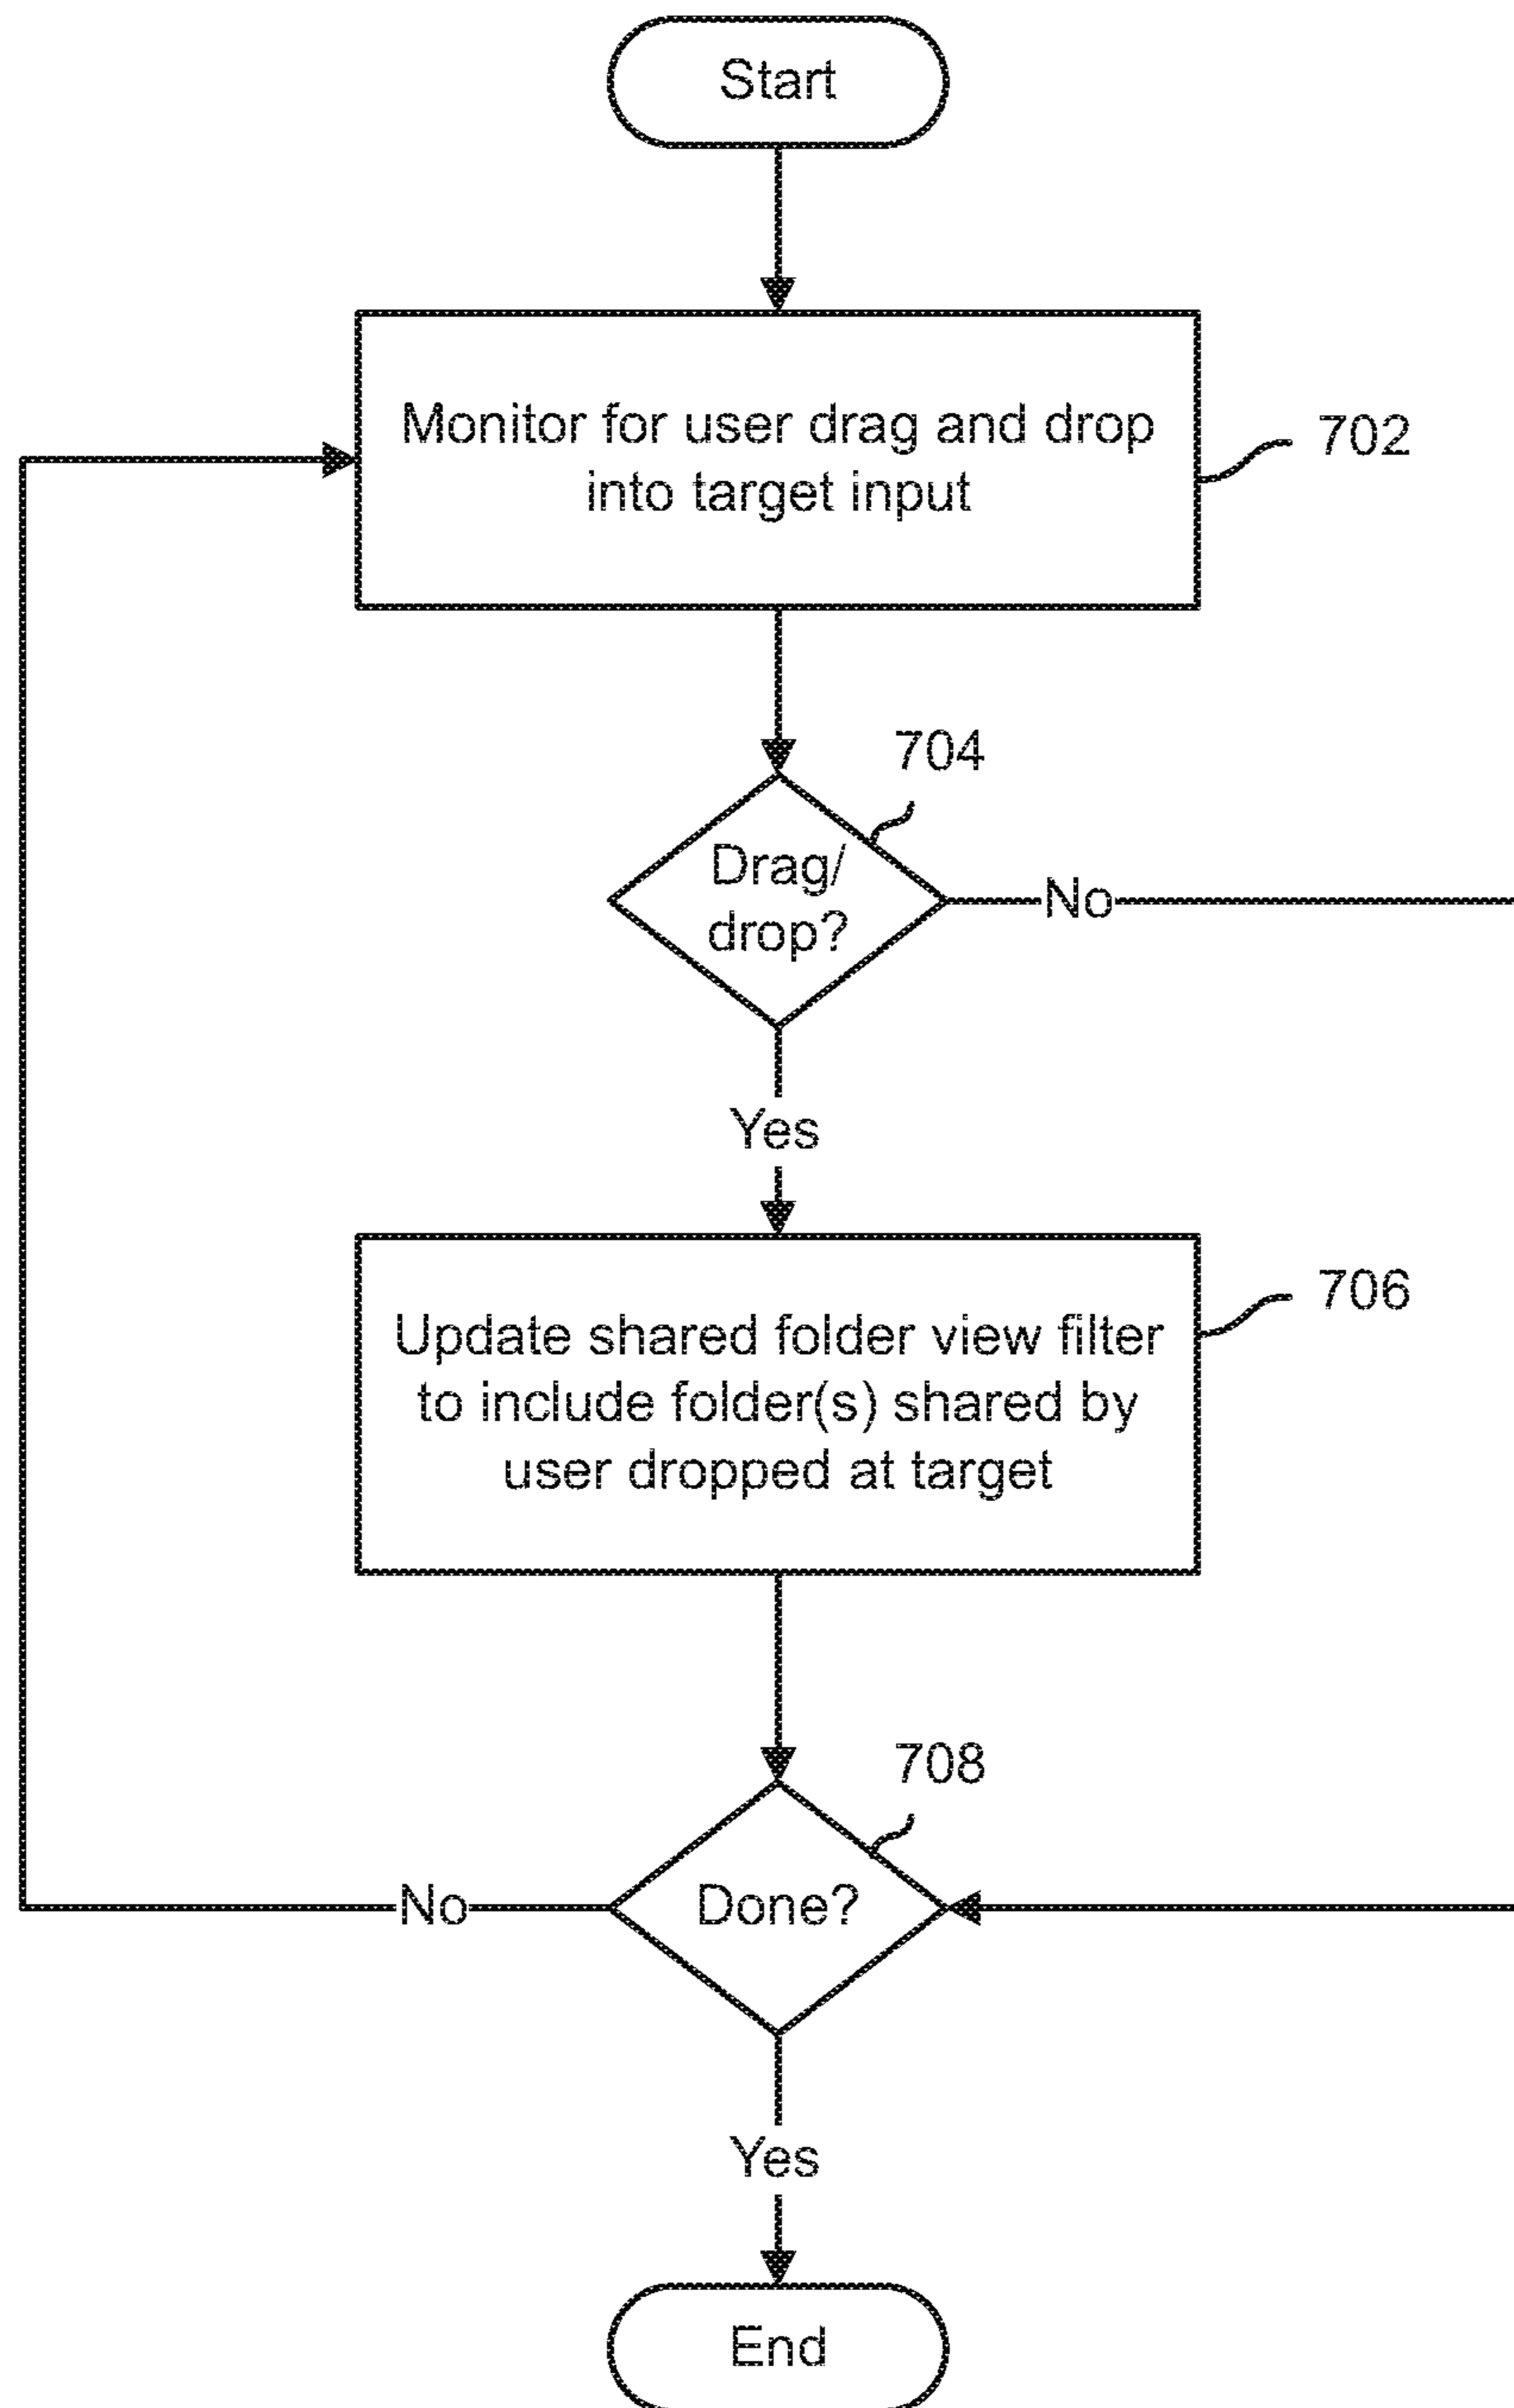 Start
Monitor for user drag and drop
into target input
702
704
Drag/
drop?
No
Yes
Update shared folder view filter
to include folder(s) shared by
user dropped at target
706
708
Done?
No
Yes
End